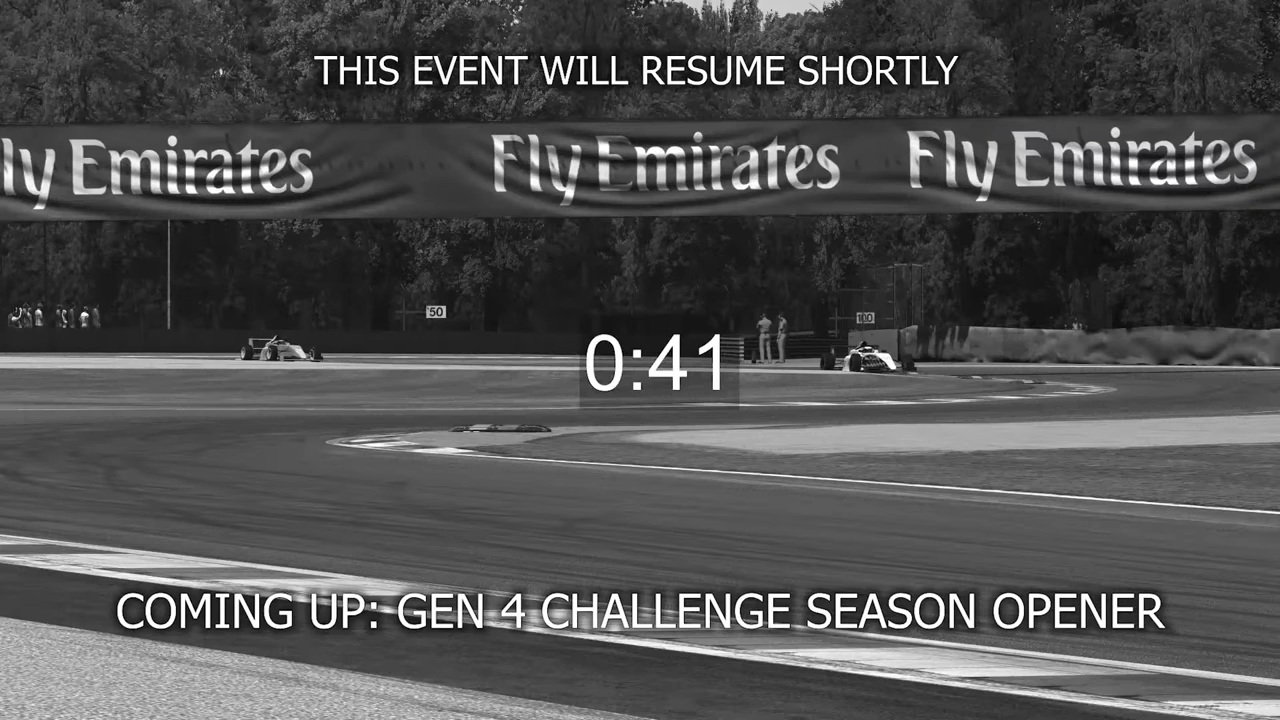 THIS EVENT WILL RESUME SHORTLY
ly Emirates Fly Emirates Fly Emirates
50
100
0:41
COMING UP: GEN 4 CHALLENGE SEASON OPENER